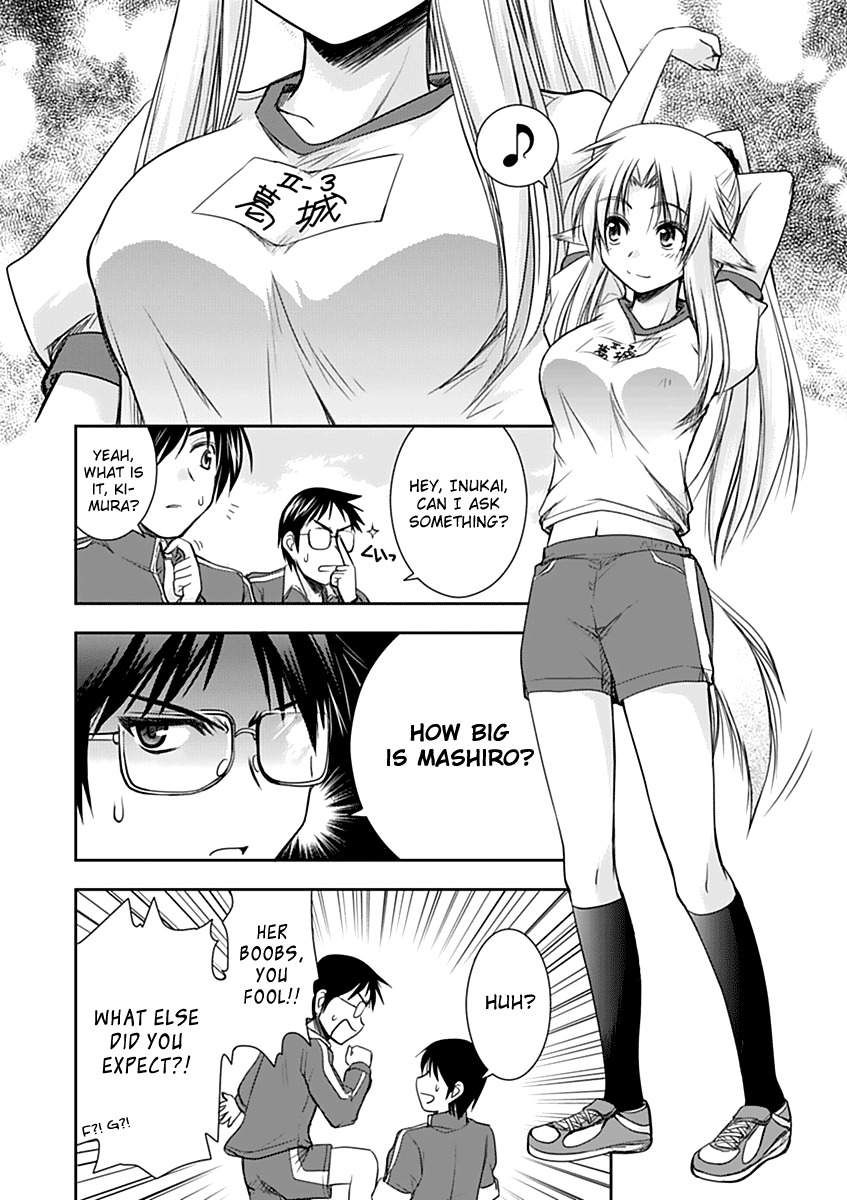 II-3
葛城
♪
HEY, INUKAI,
CAN I ASK
SOMETHING?
くいっ
YEAH,
WHAT IS
IT, KI-
MURA?
HOW BIG
IS MASHIRO?
HUH?
HER
BOOBS,
YOU
FOOL!!
WHAT ELSE
DID YOU
EXPECT?!
F?! G?!